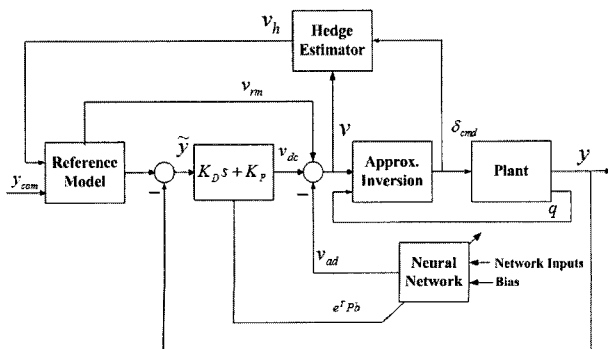 v_h
Hedge
Estimator
v_rm
v
δ_cmd
ỹ
v_dc
y
Reference
Model
K_D s + K_P
Approx.
Inversion
Plant
y_com
−
−
q
v_ad
Neural
Network
Network Inputs
Bias
e^T Pb